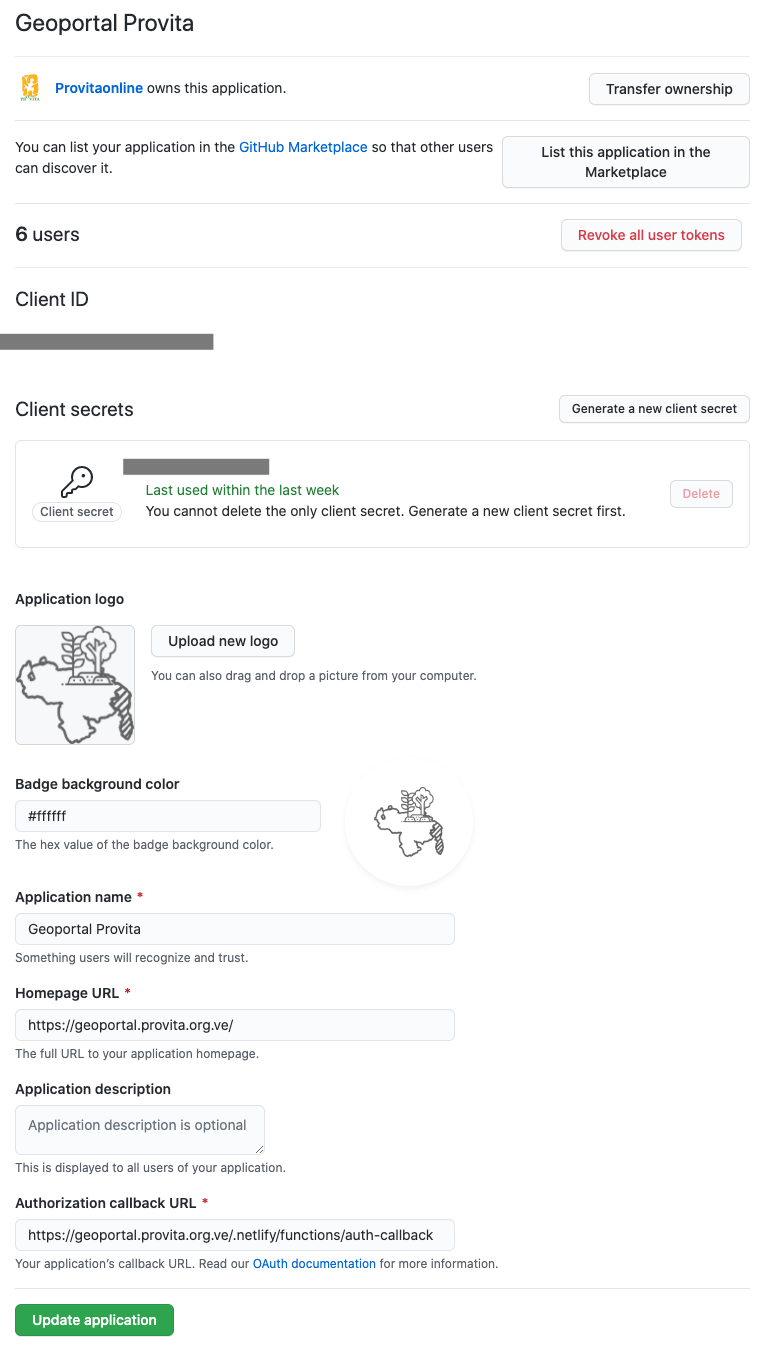 Geoportal Provita
Provitaonline owns this application.
Transfer ownership
You can list your application in the GitHub Marketplace so that other users
can discover it.
List this application in the
Marketplace
6 users
Revoke all user tokens
Client ID
Client secrets
Generate a new client secret
Last used within the last week
Client secret
You cannot delete the only client secret. Generate a new client secret first.
Delete
Application logo
Upload new logo
You can also drag and drop a picture from your computer.
Badge background color
#ffffff
The hex value of the badge background color.
Application name *
Geoportal Provita
Something users will recognize and trust.
Homepage URL *
https://geoportal.provita.org.ve/
The full URL to your application homepage.
Application description
Application description is optional
This is displayed to all users of your application.
Authorization callback URL *
https://geoportal.provita.org.ve/.netlify/functions/auth-callback
Your application's callback URL. Read our OAuth documentation for more information.
Update application